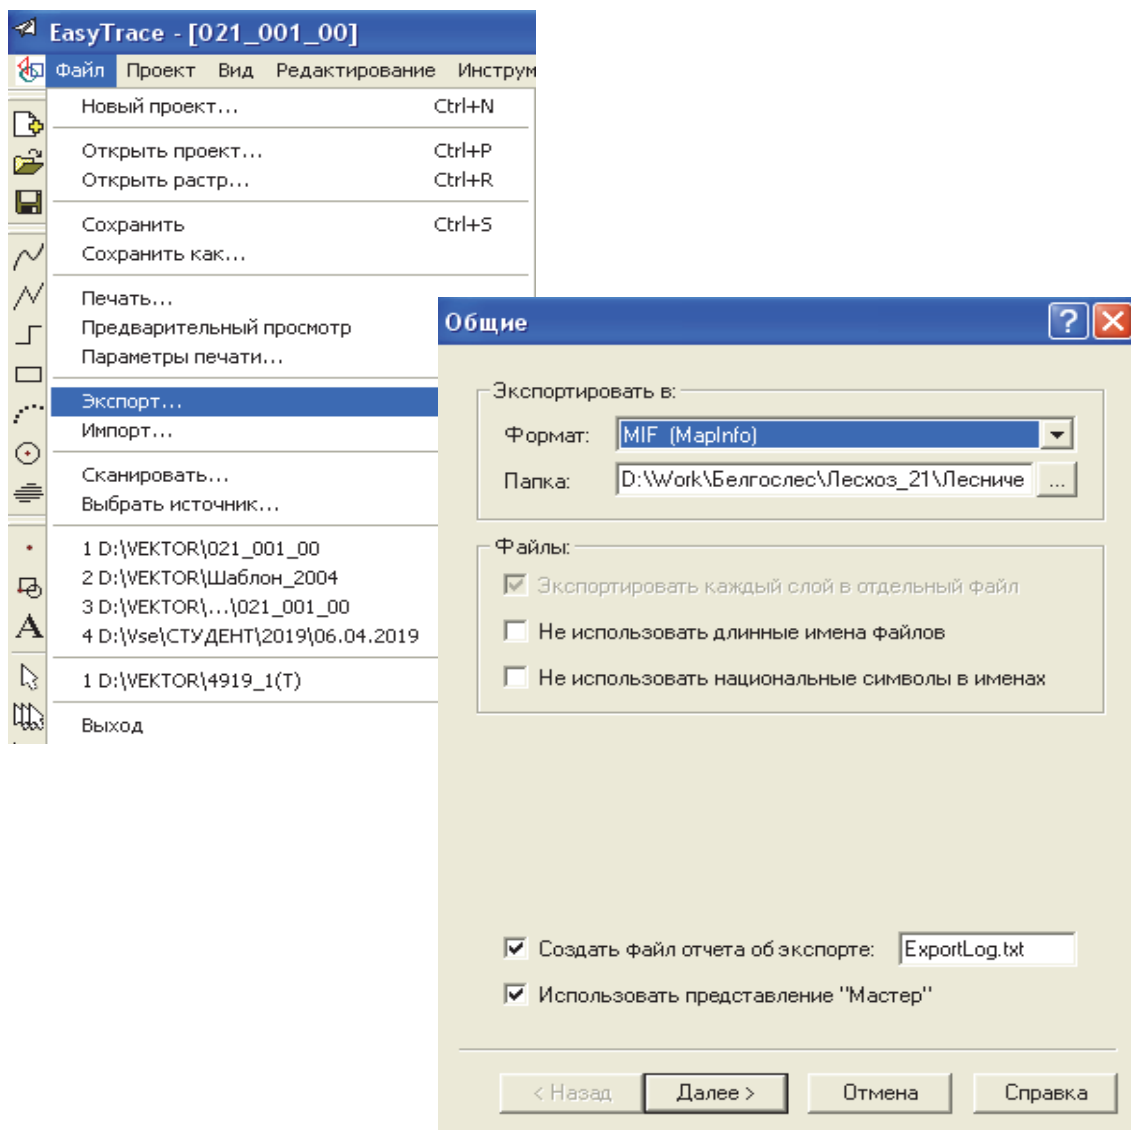 EasyTrace - [021_001_00]
Файл Проект Вид Редактирование Инструм
Новый проект... Ctrl+N
Открыть проект... Ctrl+P
Открыть растр... Ctrl+R
Сохранить Ctrl+S
Сохранить как...
Печать...
Предварительный просмотр
Параметры печати...
Экспорт...
Импорт...
Сканировать...
Выбрать источник...
1 D:\VEKTOR\021_001_00
2 D:\VEKTOR\Шаблон_2004
3 D:\VEKTOR\...\021_001_00
4 D:\Vse\СТУДЕНТ\2019\06.04.2019
1 D:\VEKTOR\4919_1(T)
Выход
A
Общие
?
Экспортировать в:
Формат: MIF (MapInfo)
Папка: D:\Work\Белгослес\Лесхоз_21\Лесниче ...
Файлы:
Экспортировать каждый слой в отдельный файл
Не использовать длинные имена файлов
Не использовать национальные символы в именах
Создать файл отчета об экспорте: ExportLog.txt
Использовать представление "Мастер"
< Назад Далее > Отмена Справка